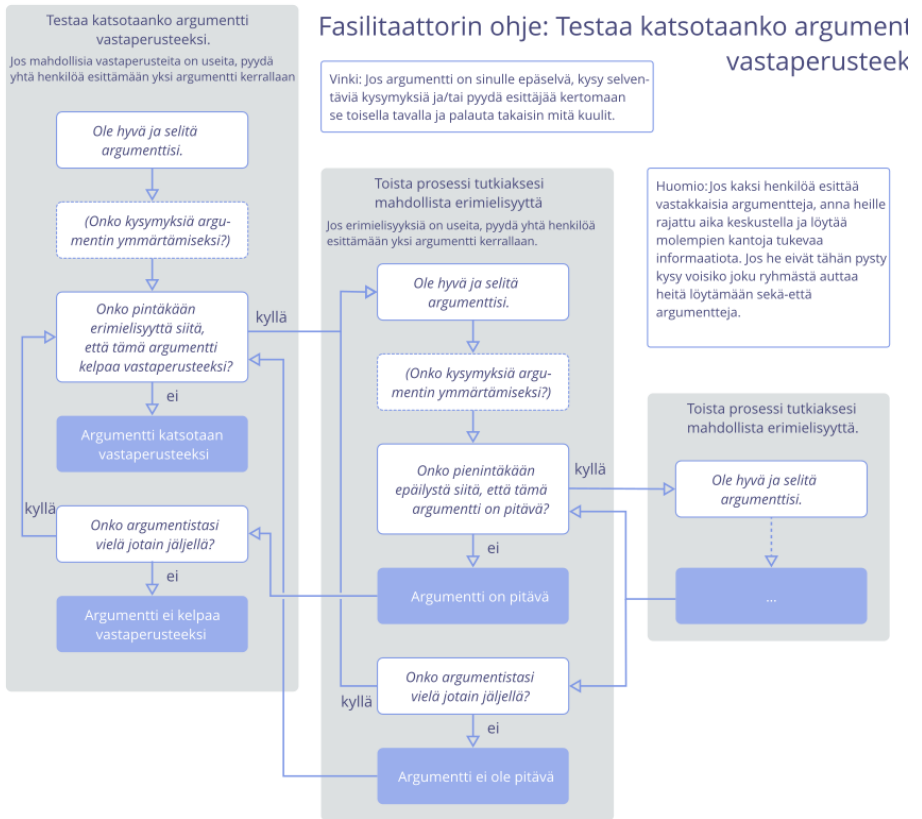 Fasilitaattorin ohje: Testaa katsotaanko argument
vastaperusteek
Testaa katsotaanko argumentti
vastaperusteeksi.
Jos mahdollisia vastaperusteita on useita, pyydä
yhtä henkilöä esittämään yksi argumentti kerrallaan
Ole hyvä ja selitä
argumenttisi.
(Onko kysymyksiä argu-
mentin ymmärtämiseksi?)
Onko pintäkään
erimielisyyttä siitä,
että tämä argumentti
kelpaa vastaperusteeksi?
kyllä
ei
Argumentti katsotaan
vastaperusteeksi
kyllä
Onko argumentistasi
vielä jotain jäljellä?
ei
Argumentti ei kelpaa
vastaperusteeksi
Vinki: Jos argumentti on sinulle epäselvä, kysy selven-
täviä kysymyksiä ja/tai pyydä esittäjää kertomaan
se toisella tavalla ja palauta takaisin mitä kuulit.
Toista prosessi tutkiaksesi
mahdollista erimielisyyttä
Jos erimielisyyksiä on useita, pyydä yhtä henkilöä
esittämään yksi argumentti kerrallaan.
Ole hyvä ja selitä
argumenttisi.
(Onko kysymyksiä argu-
mentin ymmärtämiseksi?)
Onko pienintäkään
epäilystä siitä, että tämä
argumentti on pitävä?
kyllä
ei
Argumentti on pitävä
Onko argumentistasi
vielä jotain jäljellä?
kyllä
ei
Argumentti ei ole pitävä
Huomio: Jos kaksi henkilöä esittää
vastakkaisia argumentteja, anna heille
rajattu aika keskustella ja löytää
molempien kantoja tukevaa
informaatiota. Jos he eivät tähän pysty
kysy voisiko joku ryhmästä auttaa
heitä löytämään sekä-että
argumentteja.
Toista prosessi tutkiaksesi
mahdollista erimielisyyttä.
Ole hyvä ja selitä
argumenttisi.
...